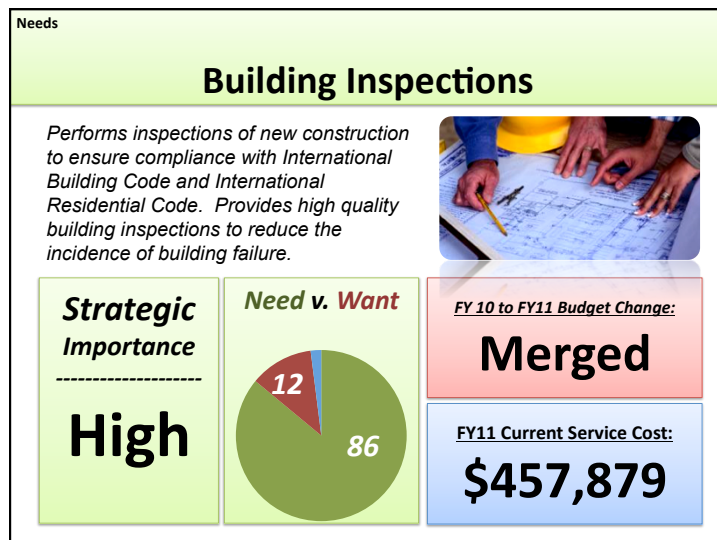 Needs
Building Inspections
Performs inspections of new construction
to ensure compliance with International
Building Code and International
Residential Code.  Provides high quality
building inspections to reduce the
incidence of building failure.
Strategic
Importance
--------------------
High
Need v. Want
12
86
FY 10 to FY11 Budget Change:
Merged
FY11 Current Service Cost:
$457,879